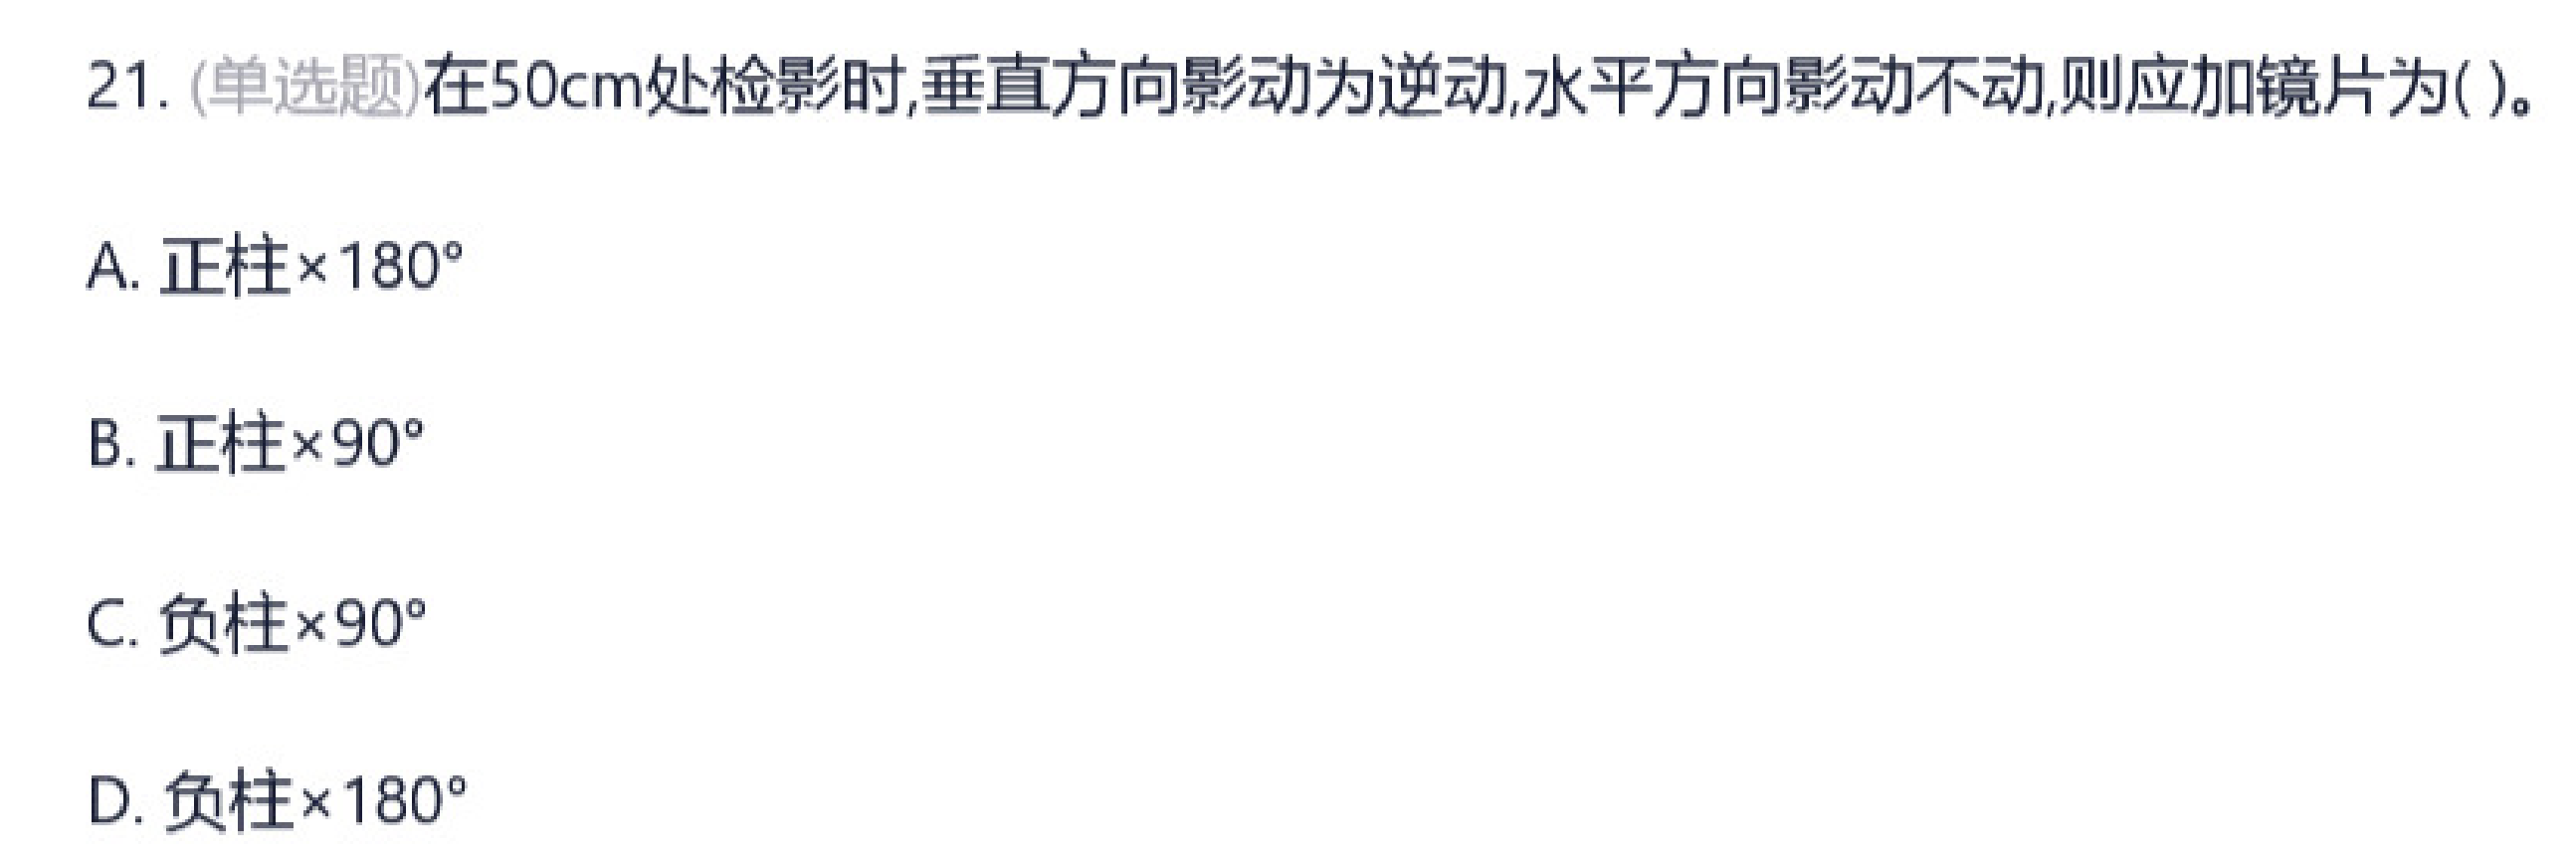 21. (单选题)在50cm处检影时,垂直方向影动为逆动,水平方向影动不动,则应加镜片为( )。
A. 正柱×180°
B. 正柱×90°
C. 负柱×90°
D. 负柱×180°